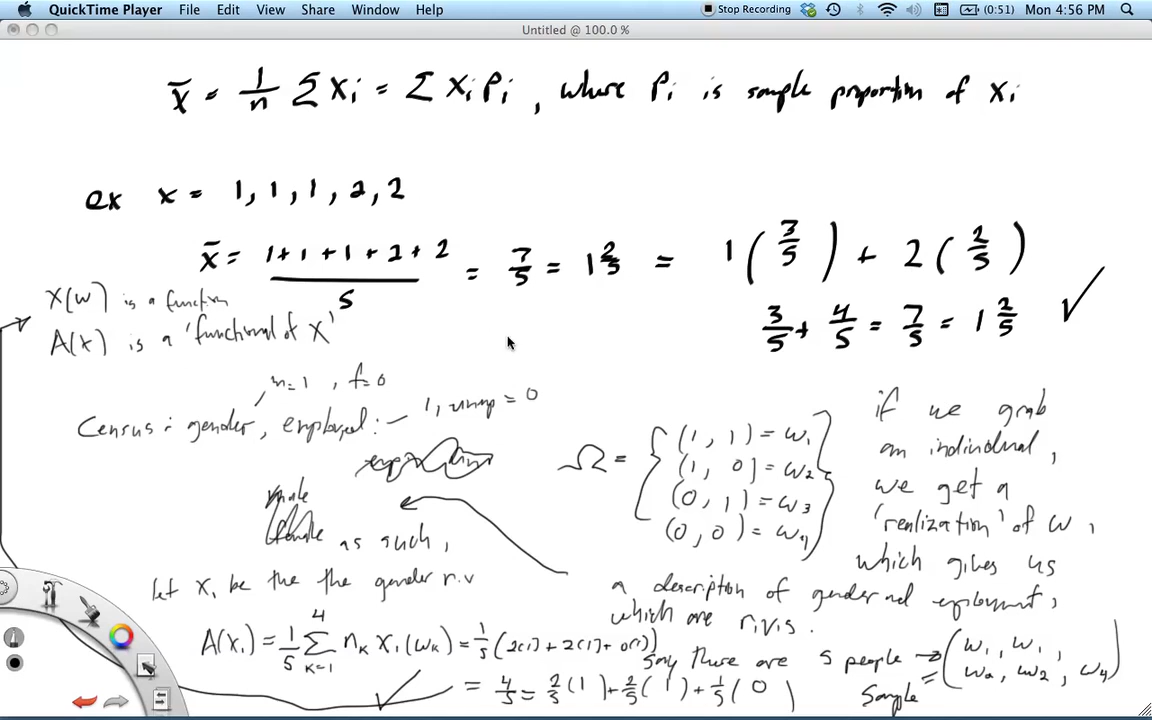 QuickTime Player File Edit View Share Window Help Stop Recording (0:51) Mon 4:56 PM
Untitled @ 100.0 %
x̄ = 1/n Σ Xi = Σ Xi Pi , where Pi is sample proportion of Xi
ex x = 1, 1, 1, 2, 2
x̄ = (1+1+1+2+2)/5 = 7/5 = 1 2/5 = 1(3/5) + 2(2/5)
3/5 + 4/5 = 7/5 = 1 2/5 ✓
X(w) is a function
A(X) is a 'functional of X'
m=1, f=0
Census: gender, employed: 1, unemp = 0
male
female
as such,
let X1 be the the gender r.v
A(X1) = 1/5 Σ(k=1 to 4) nk X1(ωk) = 1/5 (2(1) + 2(1) + 0(1))
= 4/5 = 2/5(1) + 2/5(1) + 1/5(0)
Ω = { (1, 1) = ω1
(1, 0) = ω2
(0, 1) = ω3
(0, 0) = ω4 }
if we grab
an individual,
we get a
'realization' of ω,
which gives us
a description of gender and employment,
which are r.v.s.
say there are 5 people → (ω1, ω1,
Sample = ω2, ω2, ω4)